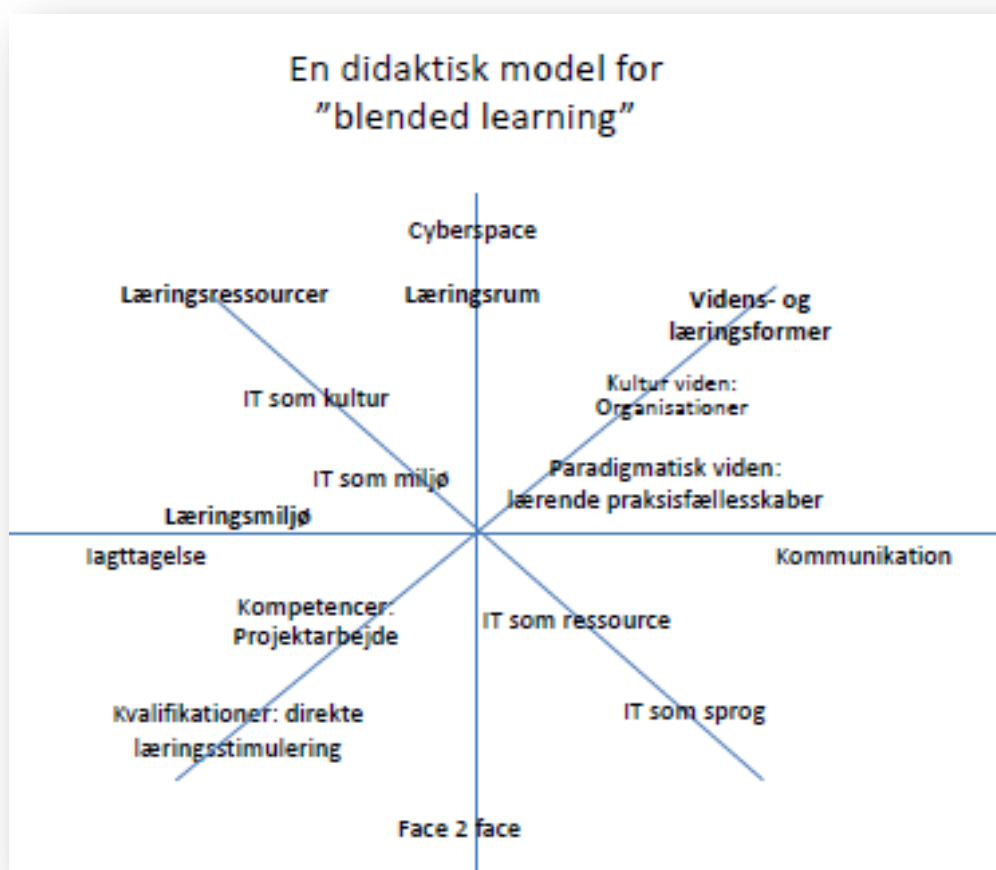 En didaktisk model for
”blended learning”
Cyberspace
Læringsressourcer
Læringsrum
Videns- og
læringsformer
IT som kultur
Kultur viden:
Organisationer
IT som miljø
Paradigmatisk viden:
lærende praksisfællesskaber
Læringsmiljø
Iagttagelse
Kommunikation
Kompetencer:
Projektarbejde
IT som ressource
Kvalifikationer: direkte
læringsstimulering
IT som sprog
Face 2 face